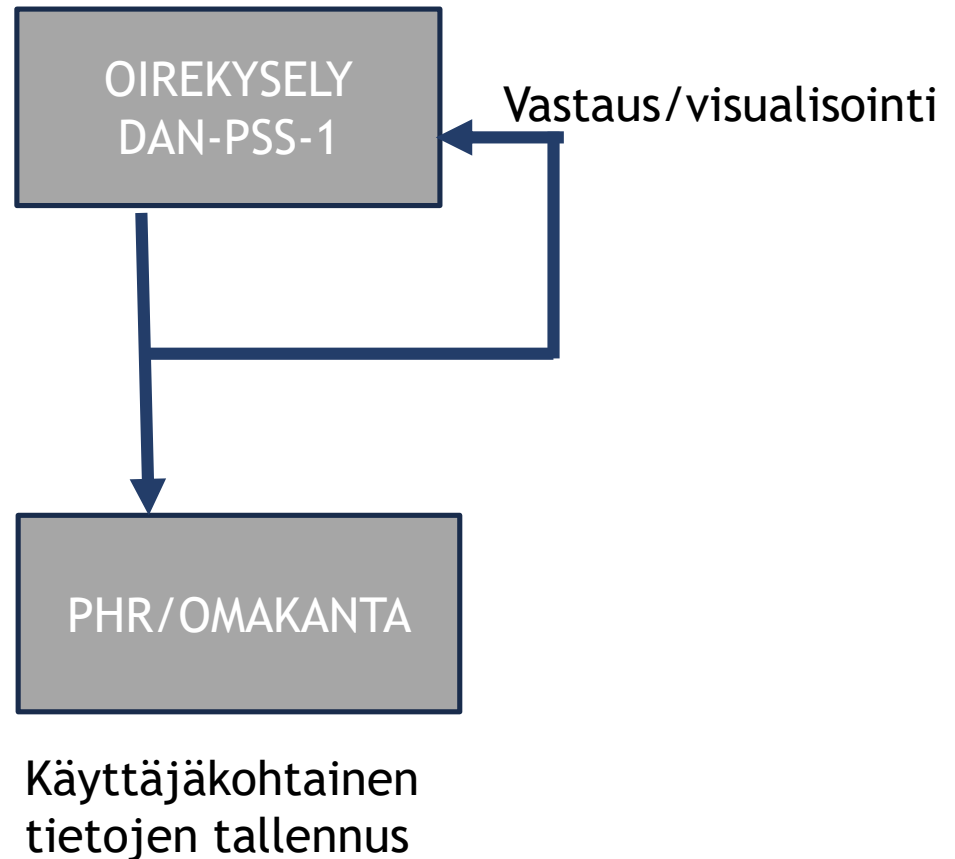 OIREKYSELY
DAN-PSS-1
Vastaus/visualisointi
PHR/OMAKANTA
Käyttäjäkohtainen
tietojen tallennus